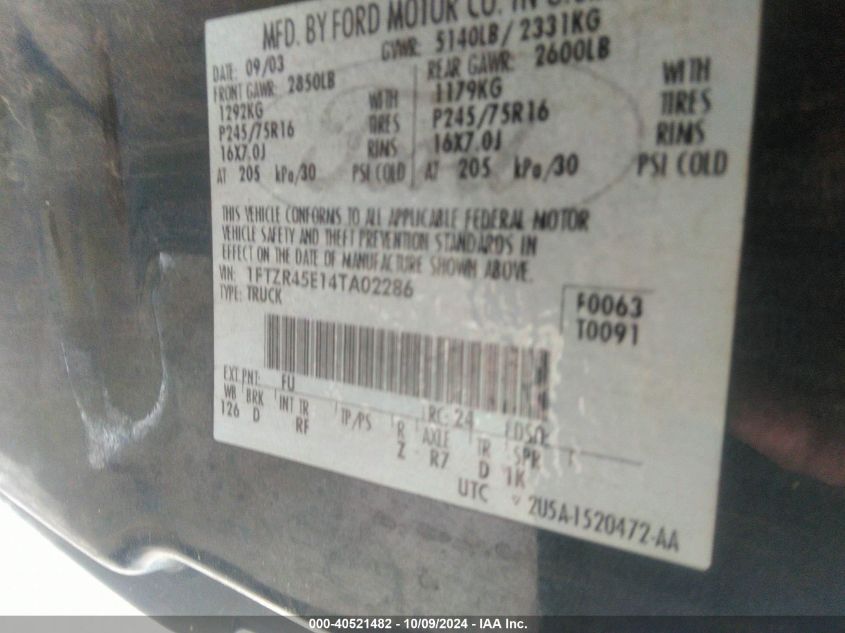 MFD. BY FORD MOTOR CO. IN
DATE: 09/03 GVWR: 5140LB / 2331KG
FRONT GAWR: 2850LB REAR GAWR: 2600LB
1292KG WITH 1179KG WITH
P245/75R16 TIRES P245/75R16 TIRES
16X7.0J RIMS 16X7.0J RIMS
AT 205 kPa/30 PSI COLD AT 205 kPa/30 PSI COLD
THIS VEHICLE CONFORMS TO ALL APPLICABLE FEDERAL MOTOR
VEHICLE SAFETY AND THEFT PREVENTION STANDARDS IN
EFFECT ON THE DATE OF MANUFACTURE SHOWN ABOVE.
VIN: 1FTZR45E14TA02286
TYPE: TRUCK
F0063
T0091
EXT PNT: FU RC: 24 DSO:
WB BRK INT TR TP/PS R AXLE TR SPR
126 D RF Z R7 D 1K
UTC 2U5A-1520472-AA
000-40521482 - 10/09/2024 - IAA Inc.